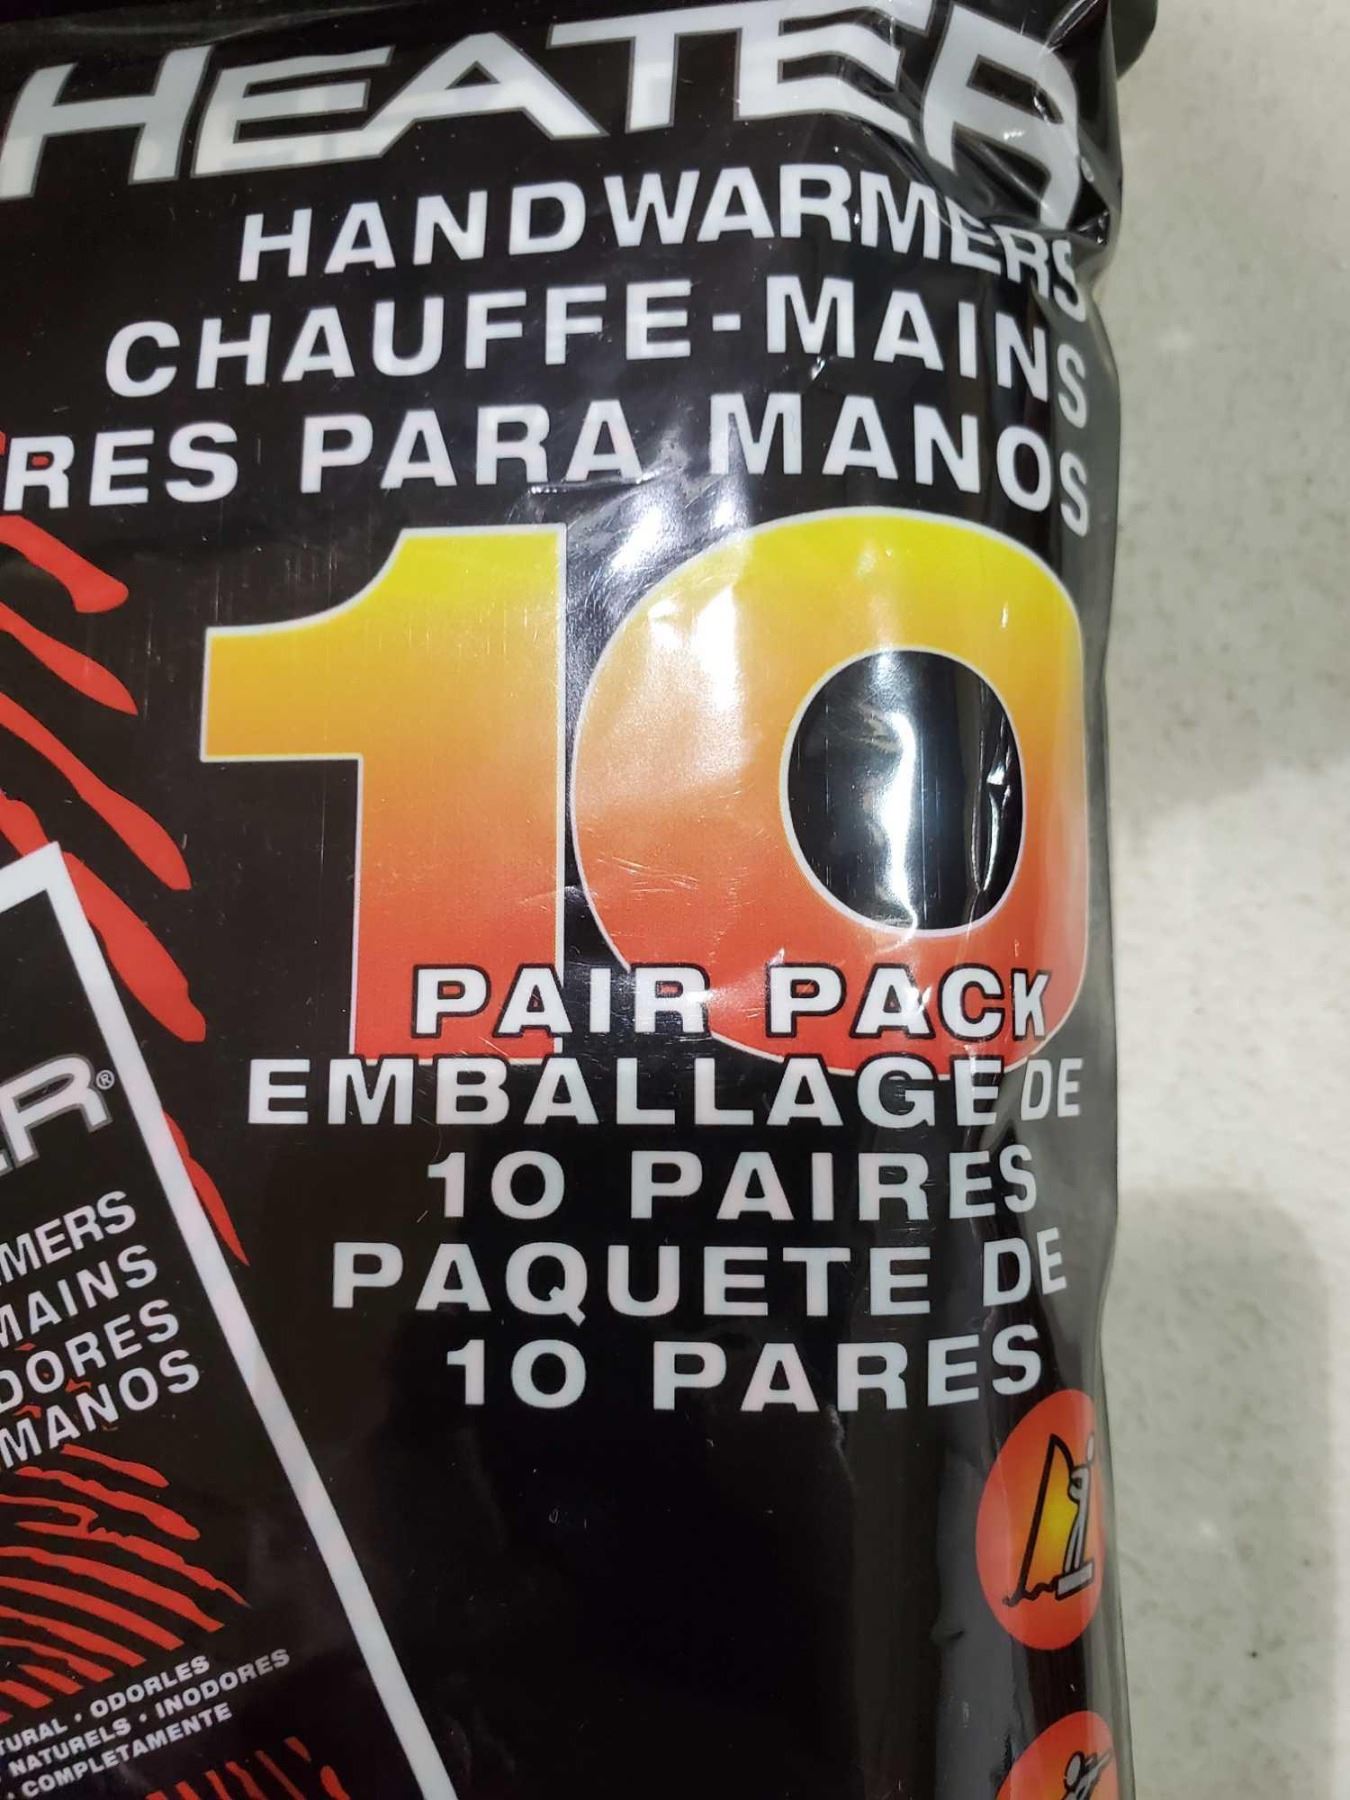 HEATER
HANDWARMERS
CHAUFFE-MAINS
RES PARA MANOS
10
PAIR PACK
EMBALLAGE DE
10 PAIRES
PAQUETE DE
10 PARES
ER®
MERS
MAINS
DORES
MANOS
TURAL • ODORLES
NATURELS • INODORES
• COMPLETAMENTE